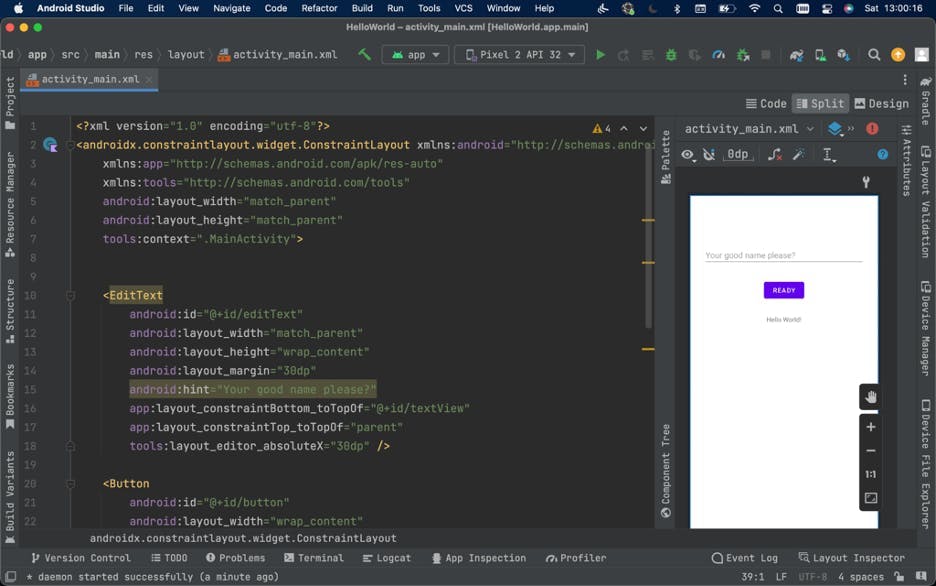 Android Studio File Edit View Navigate Code Refactor Build Run Tools VCS Window Help Sat 13:00:16
HelloWorld – activity_main.xml [HelloWorld.app.main]
ld app src main res layout activity_main.xml app Pixel 2 API 32
activity_main.xml
Code Split Design
Project
Resource Manager
Structure
Bookmarks
Build Variants
1 <?xml version="1.0" encoding="utf-8"?>
4
2 <androidx.constraintlayout.widget.ConstraintLayout xmlns:android="http://schemas.andro
3 xmlns:app="http://schemas.android.com/apk/res-auto"
4 xmlns:tools="http://schemas.android.com/tools"
5 android:layout_width="match_parent"
6 android:layout_height="match_parent"
7 tools:context=".MainActivity">
8
9
10 <EditText
11 android:id="@+id/editText"
12 android:layout_width="match_parent"
13 android:layout_height="wrap_content"
14 android:layout_margin="30dp"
15 android:hint="Your good name please?"
16 app:layout_constraintBottom_toTopOf="@+id/textView"
17 app:layout_constraintTop_toTopOf="parent"
18 tools:layout_editor_absoluteX="30dp" />
19
20 <Button
21 android:id="@+id/button"
22 android:layout_width="wrap_content"
androidx.constraintlayout.widget.ConstraintLayout
Palette
Component Tree
activity_main.xml
0dp
Your good name please?
READY
Hello World!
1:1
Attributes
Gradle
Layout Validation
Device Manager
Device File Explorer
Version Control TODO Problems Terminal Logcat App Inspection Profiler Event Log Layout Inspector
* daemon started successfully (a minute ago) 39:1 LF UTF-8 4 spaces